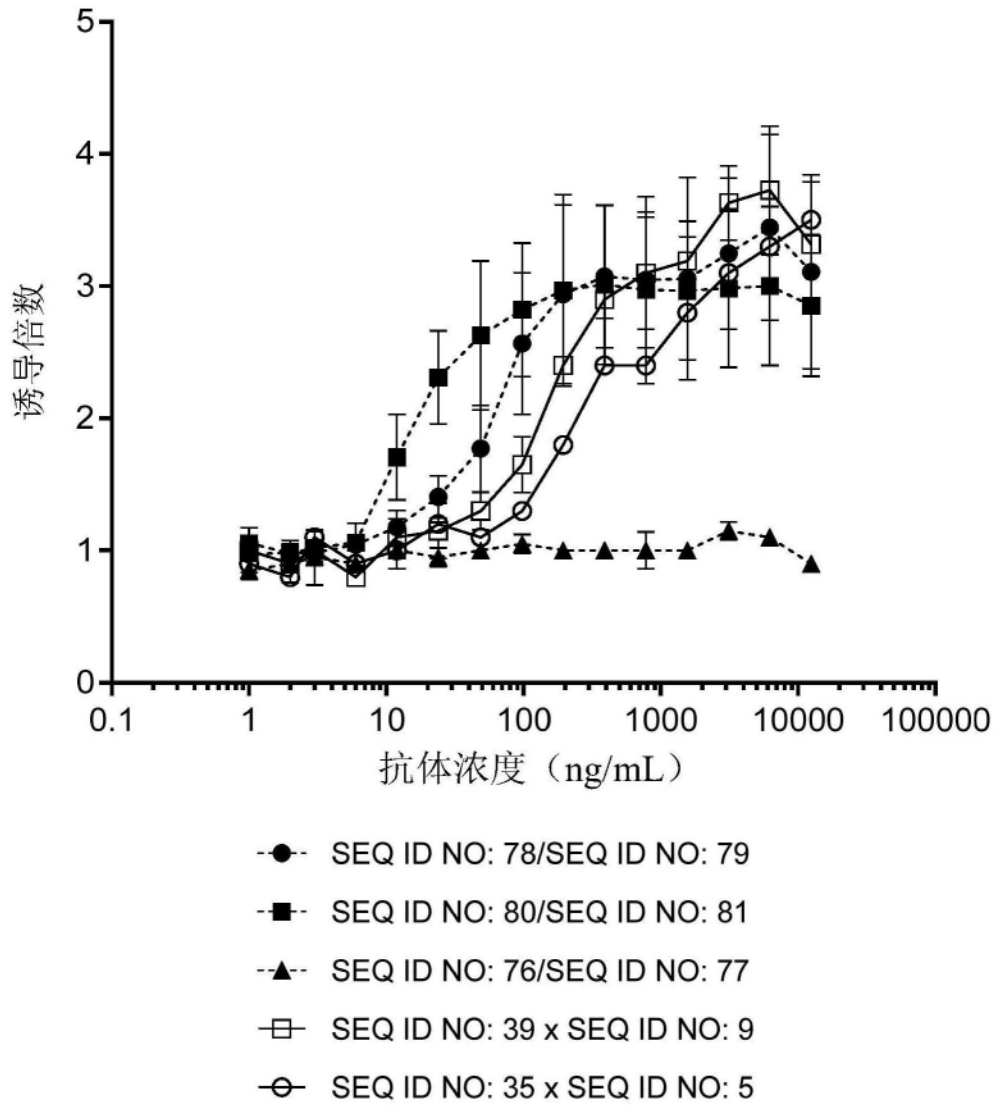 5
4
3
2
1
0
诱导倍数
0.1 1 10 100 1000 10000 100000
抗体浓度（ng/mL）
SEQ ID NO: 78/SEQ ID NO: 79
SEQ ID NO: 80/SEQ ID NO: 81
SEQ ID NO: 76/SEQ ID NO: 77
SEQ ID NO: 39 x SEQ ID NO: 9
SEQ ID NO: 35 x SEQ ID NO: 5